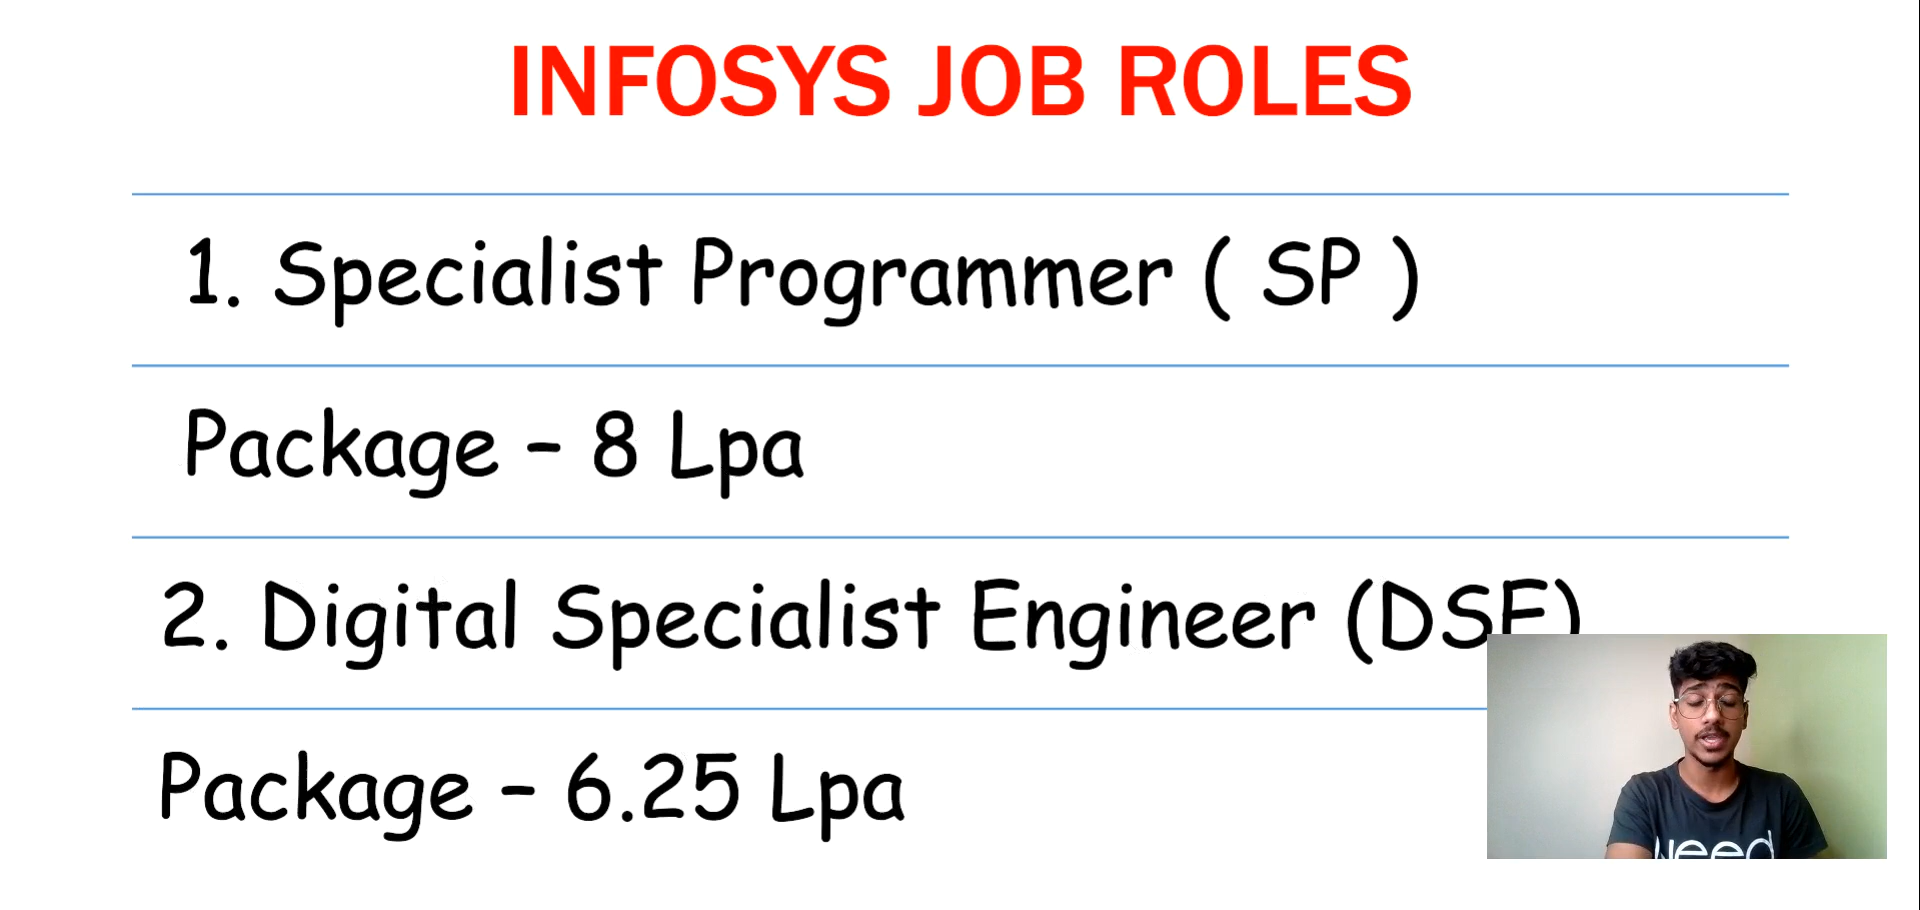 INFOSYS JOB ROLES
1. Specialist Programmer ( SP )
Package – 8 Lpa
2. Digital Specialist Engineer (DSE)
Package – 6.25 Lpa